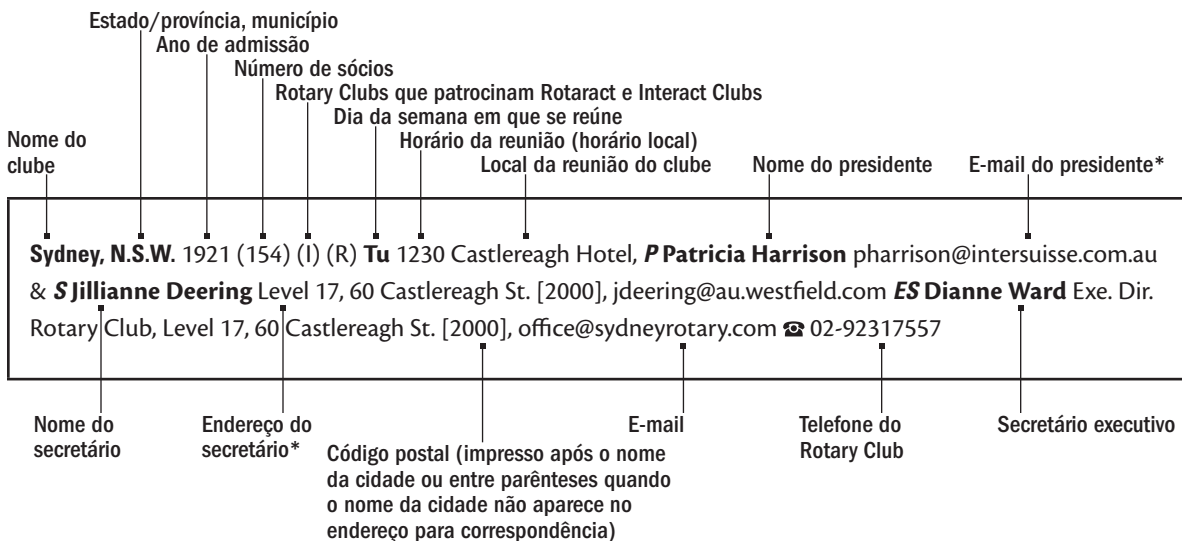 Estado/província, município
Ano de admissão
Número de sócios
Rotary Clubs que patrocinam Rotaract e Interact Clubs
Dia da semana em que se reúne
Horário da reunião (horário local)
Nome do
clube
Local da reunião do clube
Nome do presidente
E-mail do presidente*
Sydney, N.S.W. 1921 (154) (I) (R) Tu 1230 Castlereagh Hotel, P Patricia Harrison pharrison@intersuisse.com.au
& S Jillianne Deering Level 17, 60 Castlereagh St. [2000], jdeering@au.westfield.com ES Dianne Ward Exe. Dir.
Rotary Club, Level 17, 60 Castlereagh St. [2000], office@sydneyrotary.com ☎ 02-92317557
Nome do
secretário
Endereço do
secretário*
Código postal (impresso após o nome
da cidade ou entre parênteses quando
o nome da cidade não aparece no
endereço para correspondência)
E-mail
Telefone do
Rotary Club
Secretário executivo